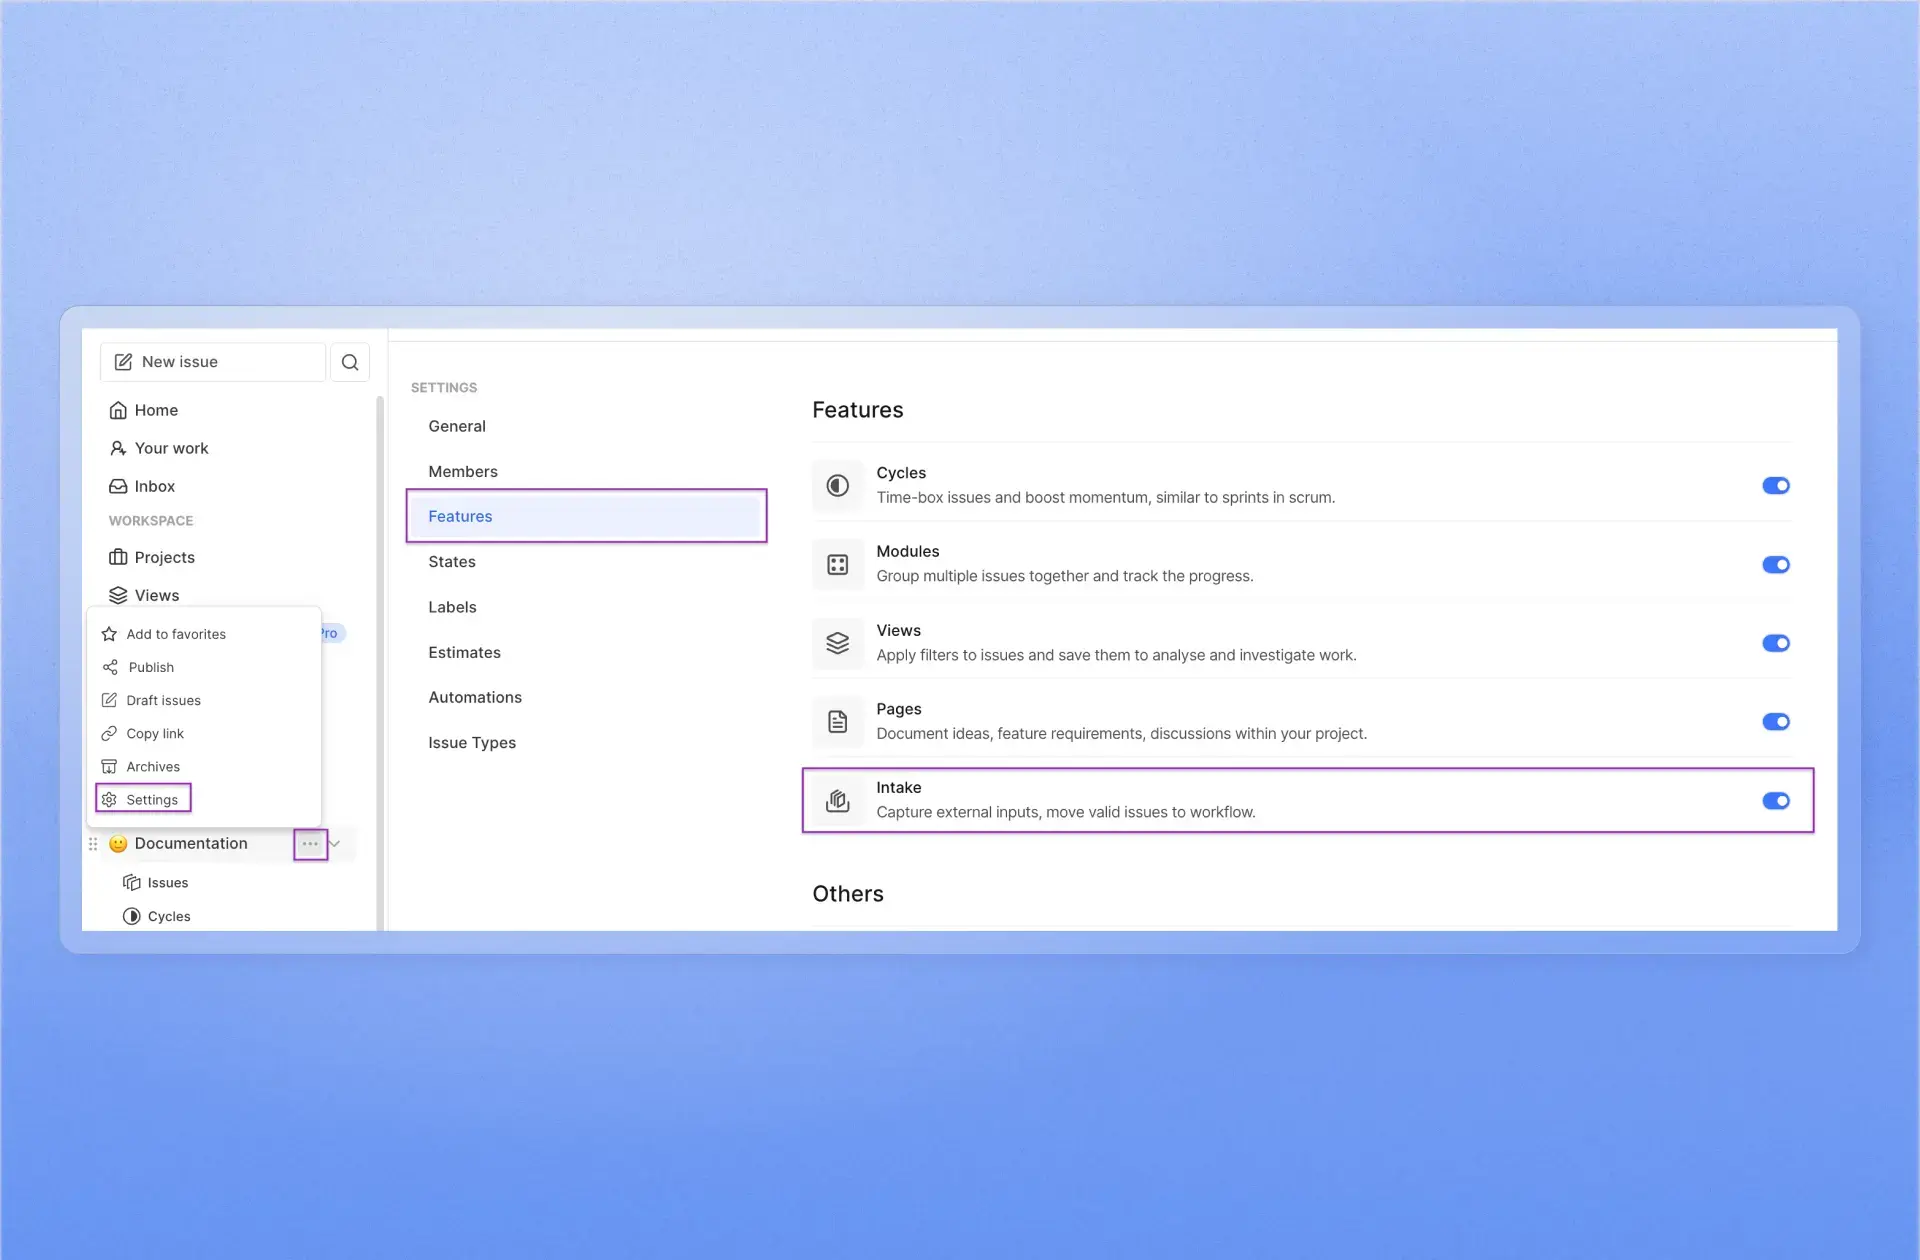 New issue
Home
Your work
Inbox
WORKSPACE
Projects
Views
Pro
Add to favorites
Publish
Draft issues
Copy link
Archives
Settings
Documentation
Issues
Cycles
SETTINGS
General
Members
Features
States
Labels
Estimates
Automations
Issue Types
Features
Cycles
Time-box issues and boost momentum, similar to sprints in scrum.
Modules
Group multiple issues together and track the progress.
Views
Apply filters to issues and save them to analyse and investigate work.
Pages
Document ideas, feature requirements, discussions within your project.
Intake
Capture external inputs, move valid issues to workflow.
Others